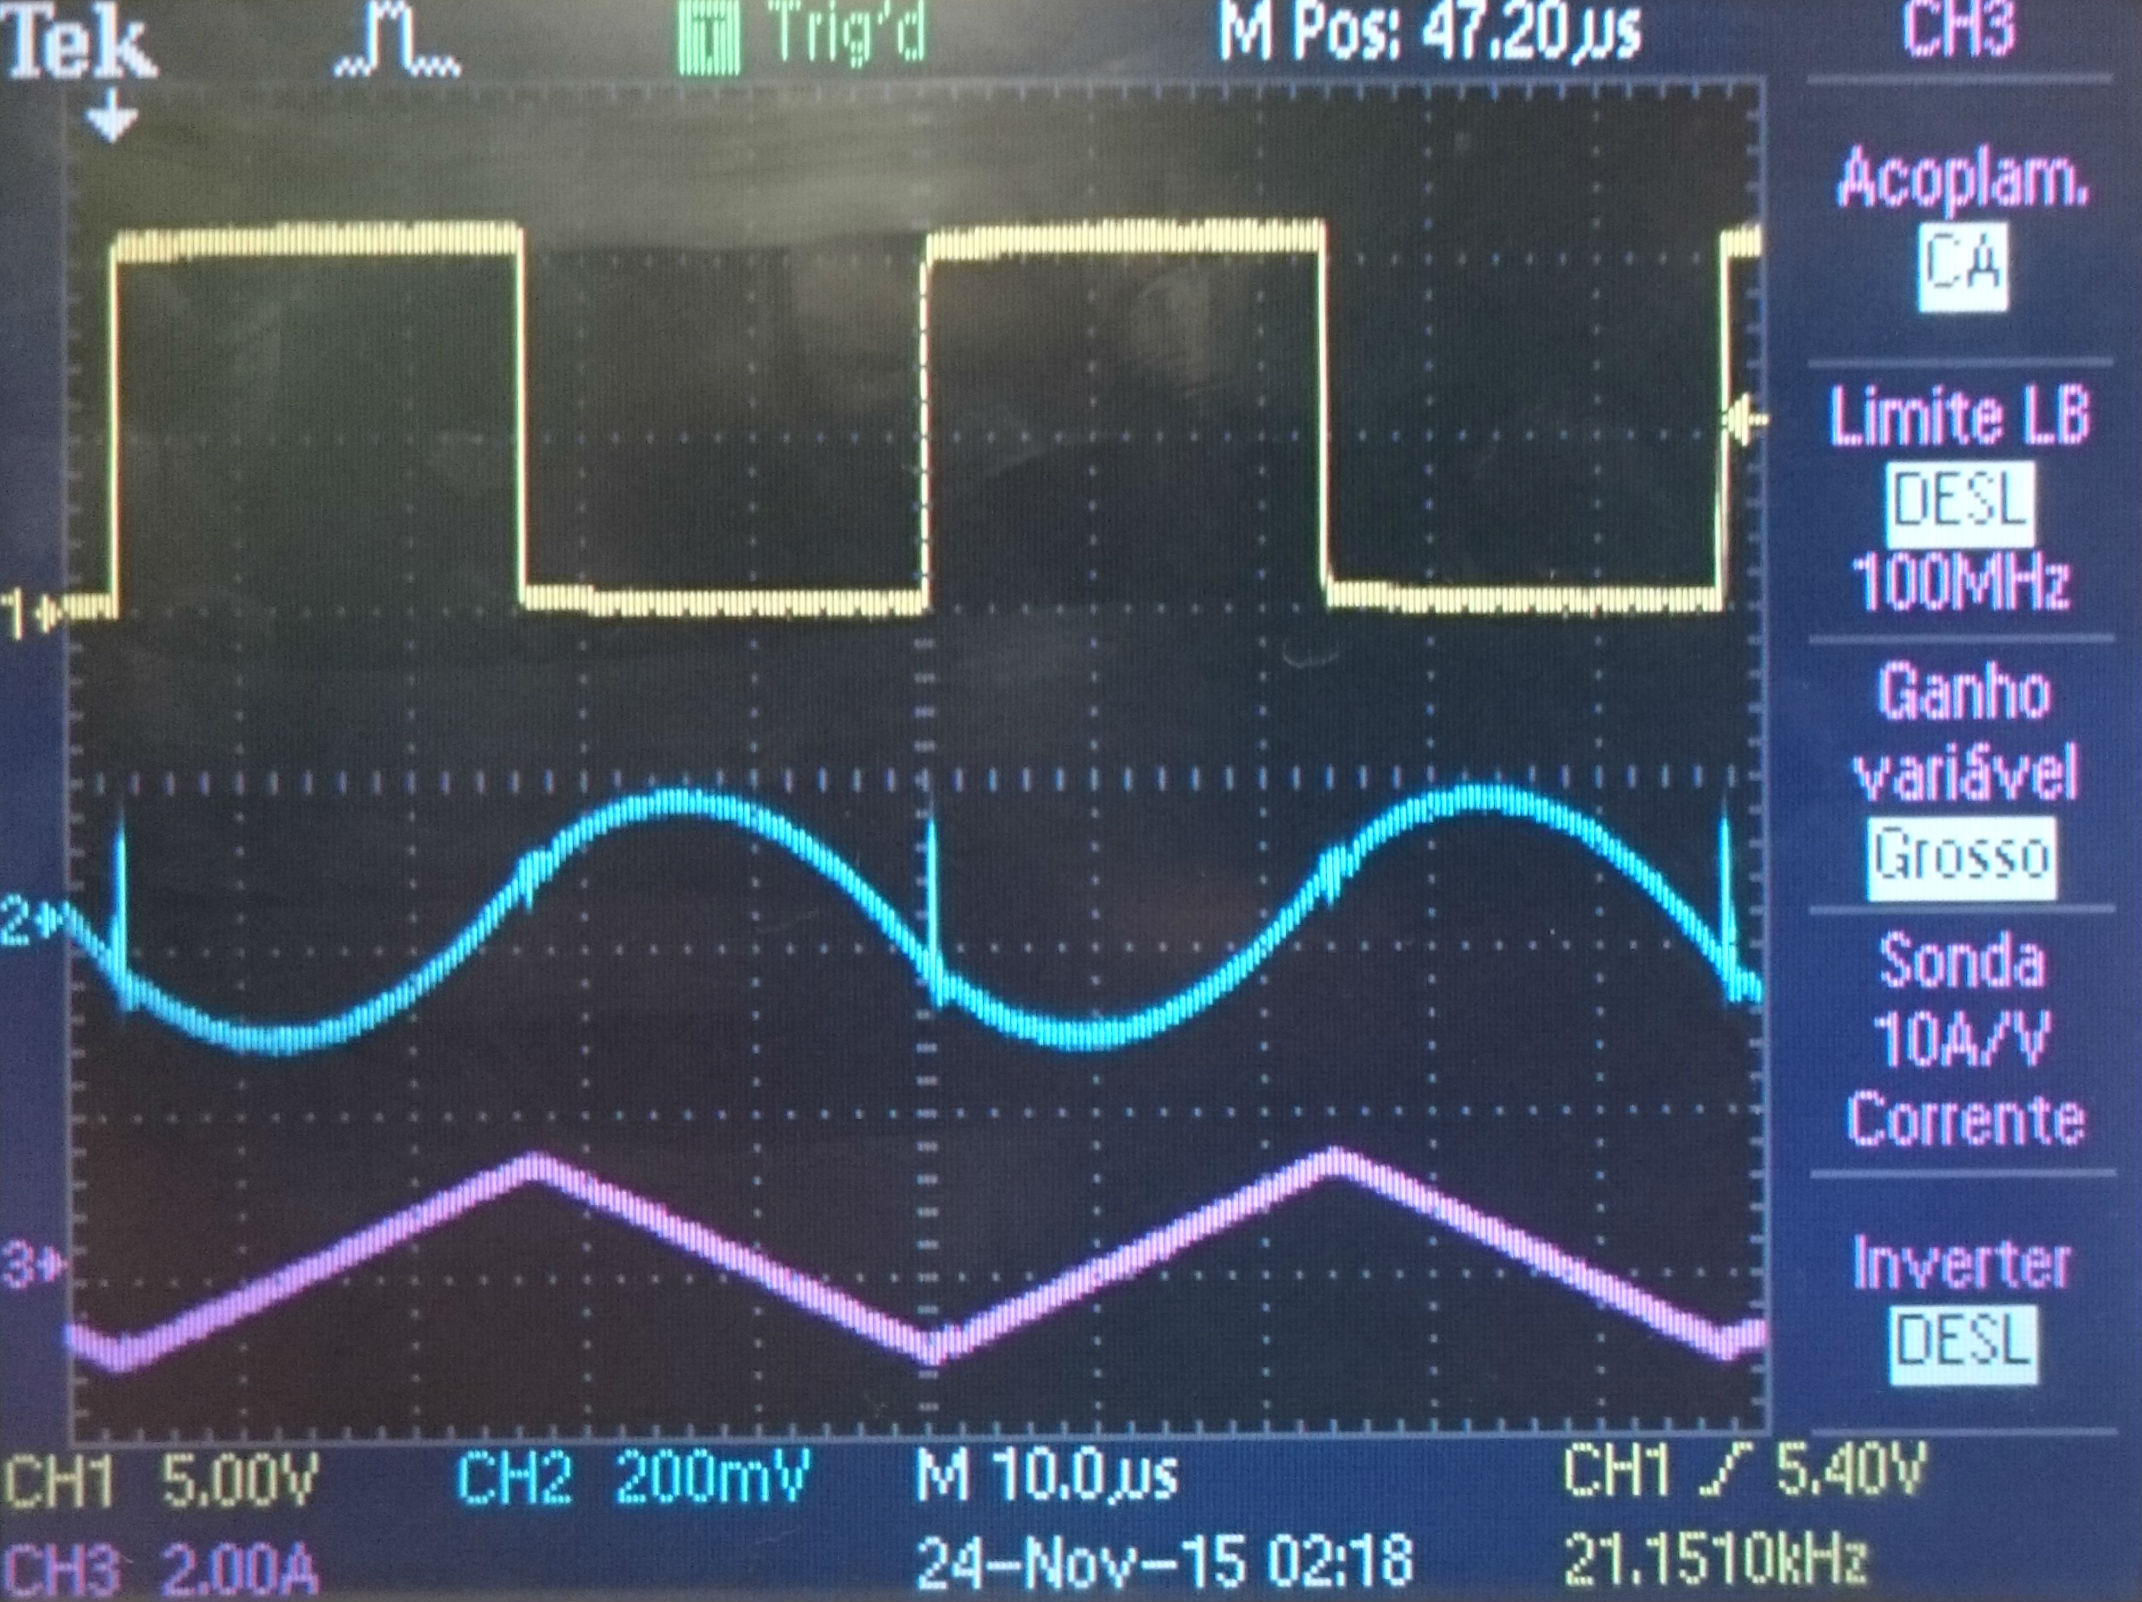 Tek T Trig'd M Pos: 47.20µs CH3
Acoplam.
CA
Limite LB
DESL
100MHz
Ganho
variável
Grosso
Sonda
10A/V
Corrente
Inverter
DESL
1
2
3
CH1 5.00V CH2 200mV M 10.0µs CH1 5.40V
CH3 2.00A 24-Nov-15 02:18 21.1510kHz